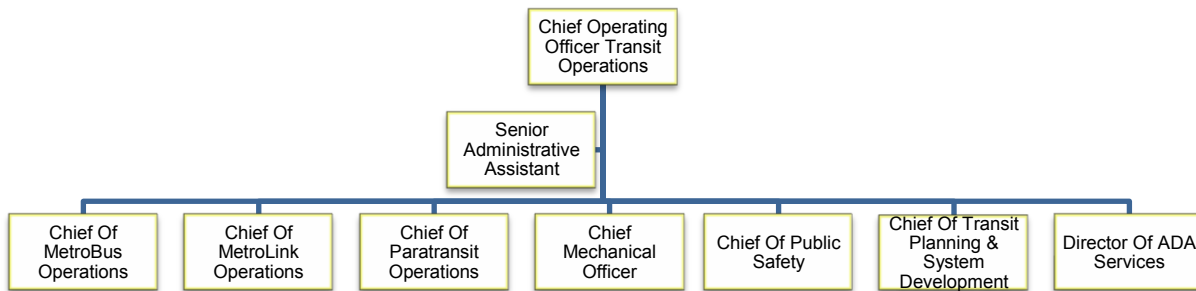 Chief Operating
Officer Transit
Operations
Senior
Administrative
Assistant
Chief Of
MetroBus
Operations
Chief Of
MetroLink
Operations
Chief Of
Paratransit
Operations
Chief
Mechanical
Officer
Chief Of Public
Safety
Chief Of Transit
Planning &
System
Development
Director Of ADA
Services